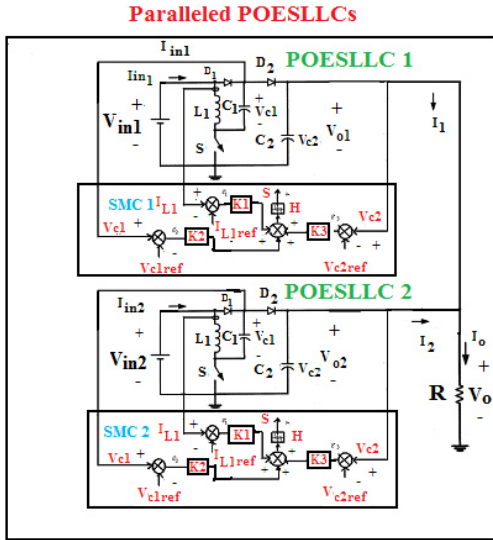 Paralleled POESLLCs
I in1
POESLLC 1
Iin1
D1
D2
Vin1
+
-
L1
C1
+
Vc1
-
S
C2
Vc2
+
Vo1
-
I1
SMC 1
IL1
K1
S
H
Vc2
Vc1
K2
K3
IL1ref
Vc1ref
Vc2ref
POESLLC 2
Iin2
D1
D2
+
Vin2
-
L1
C1
+
Vc1
-
S
C2
Vc2
+
Vo2
-
I2
Io
+
R
Vo
-
SMC 2
IL1
K1
S
H
Vc2
Vc1
K2
K3
IL1ref
Vc1ref
Vc2ref